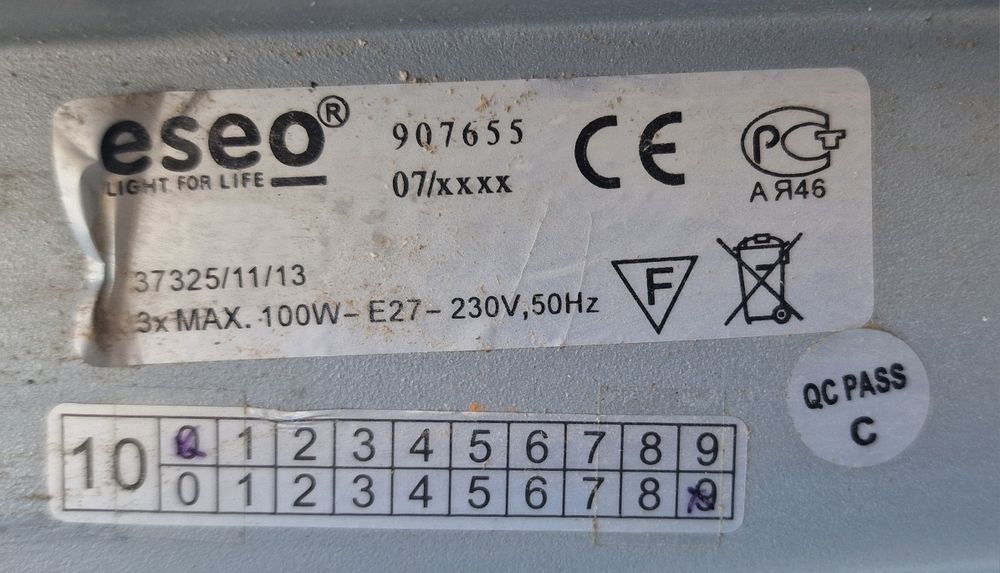 eseo®
LIGHT FOR LIFE
907655
07/xxxx
CE
РСТ
АЯ46
37325/11/13
3x MAX. 100W- E27- 230V,50Hz
F
QC PASS
C
10
0 1 2 3 4 5 6 7 8 9
0 1 2 3 4 5 6 7 8 9